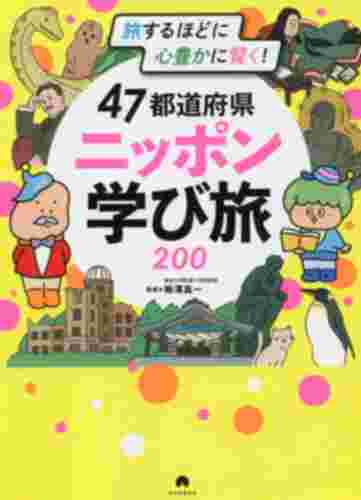 旅するほどに
心豊かに賢く!
47都道府県
ニッポン
学び旅
200